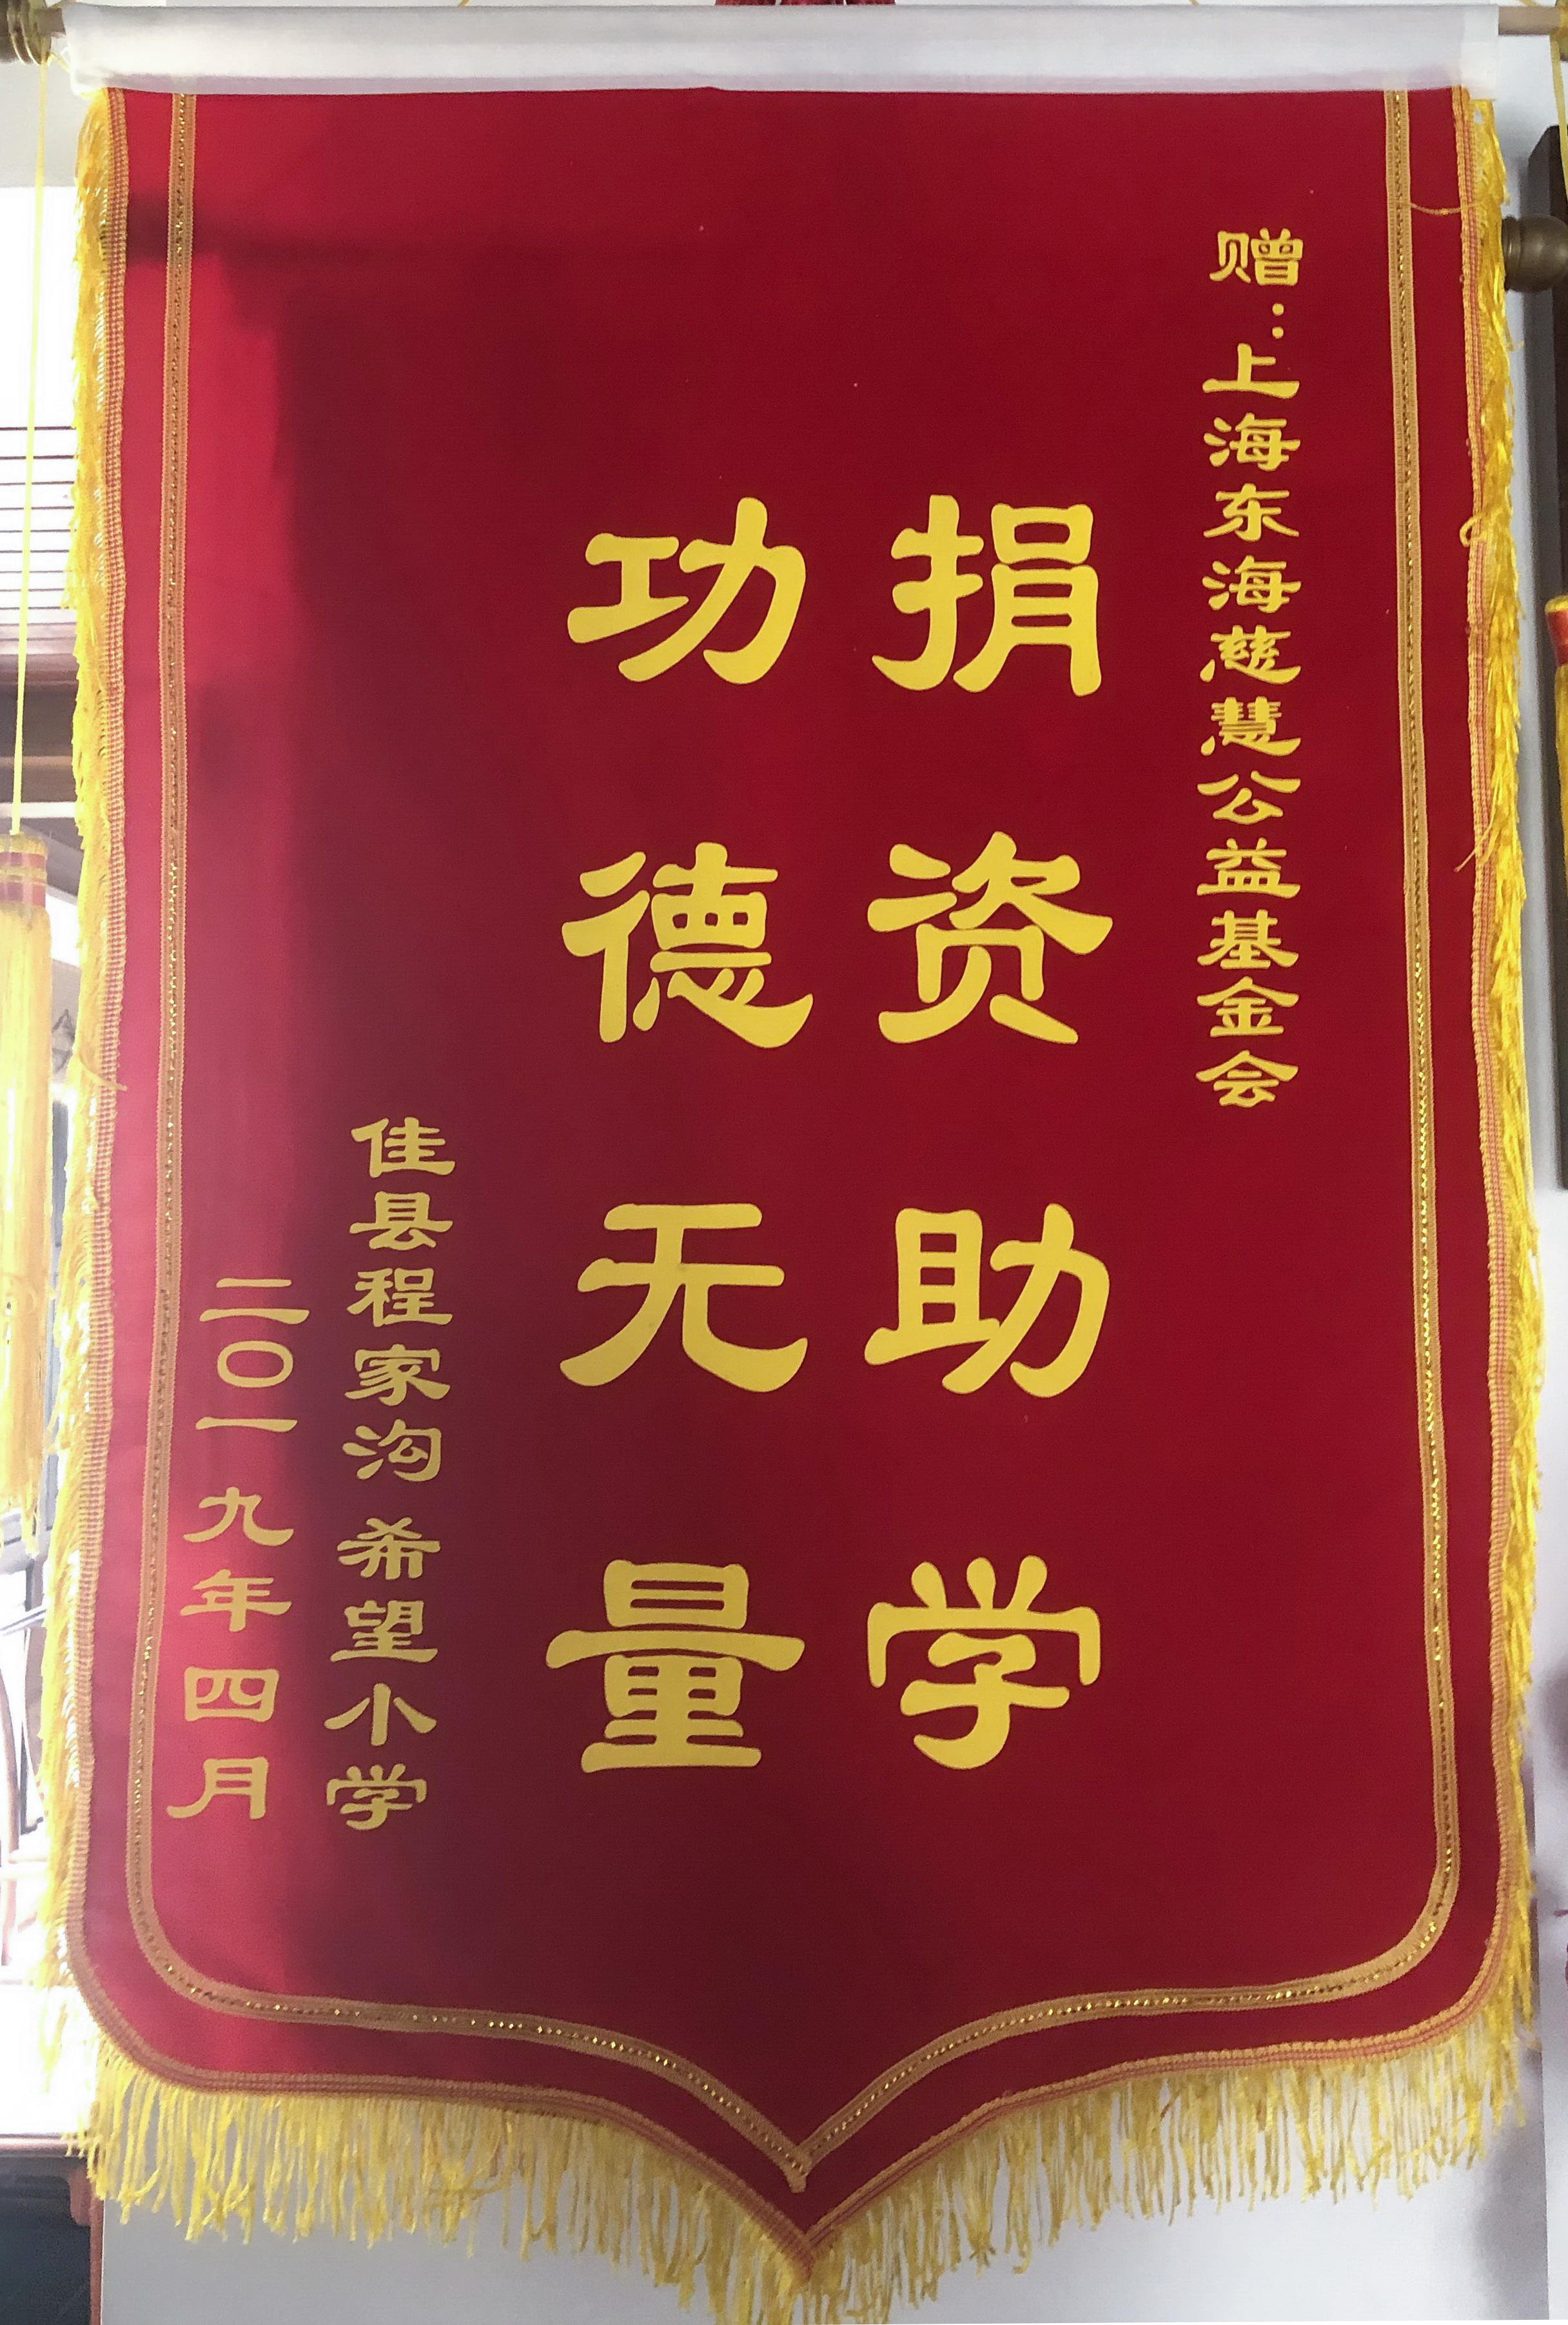 赠：上海东海慈慧公益基金会
捐资助学
功德无量
佳县程家沟希望小学
二〇一九年四月